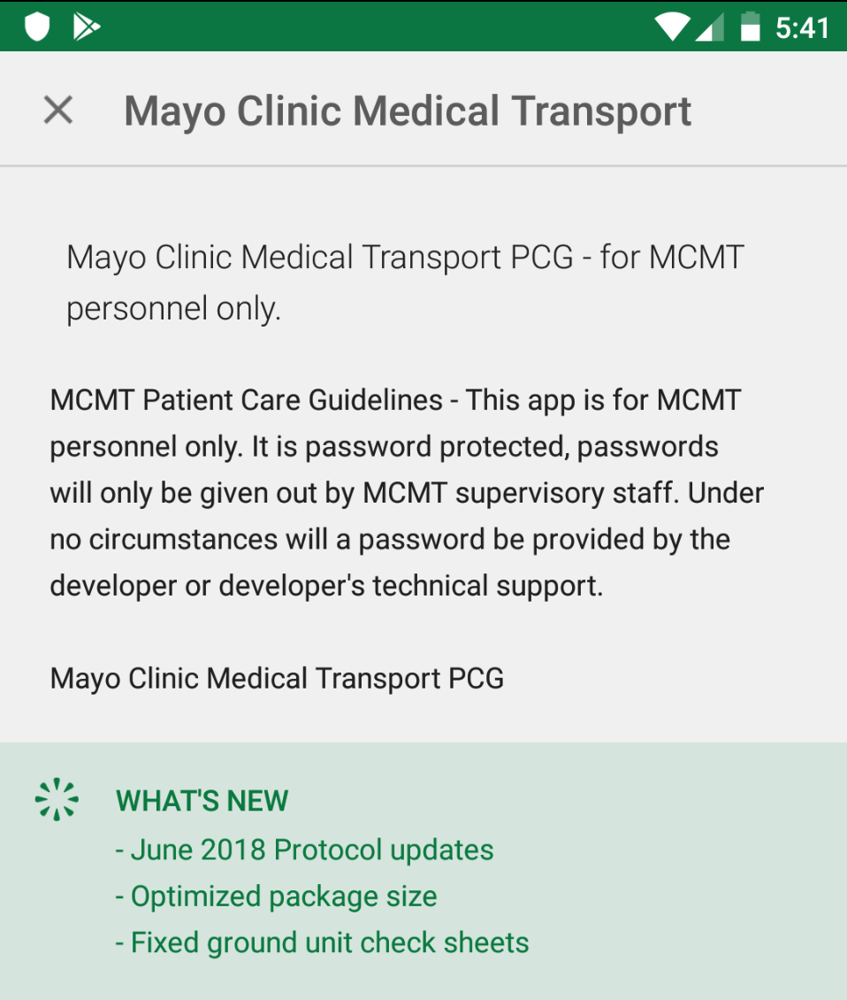 5:41
Mayo Clinic Medical Transport
Mayo Clinic Medical Transport PCG - for MCMT
personnel only.
MCMT Patient Care Guidelines - This app is for MCMT
personnel only. It is password protected, passwords
will only be given out by MCMT supervisory staff. Under
no circumstances will a password be provided by the
developer or developer's technical support.
Mayo Clinic Medical Transport PCG
WHAT'S NEW
- June 2018 Protocol updates
- Optimized package size
- Fixed ground unit check sheets